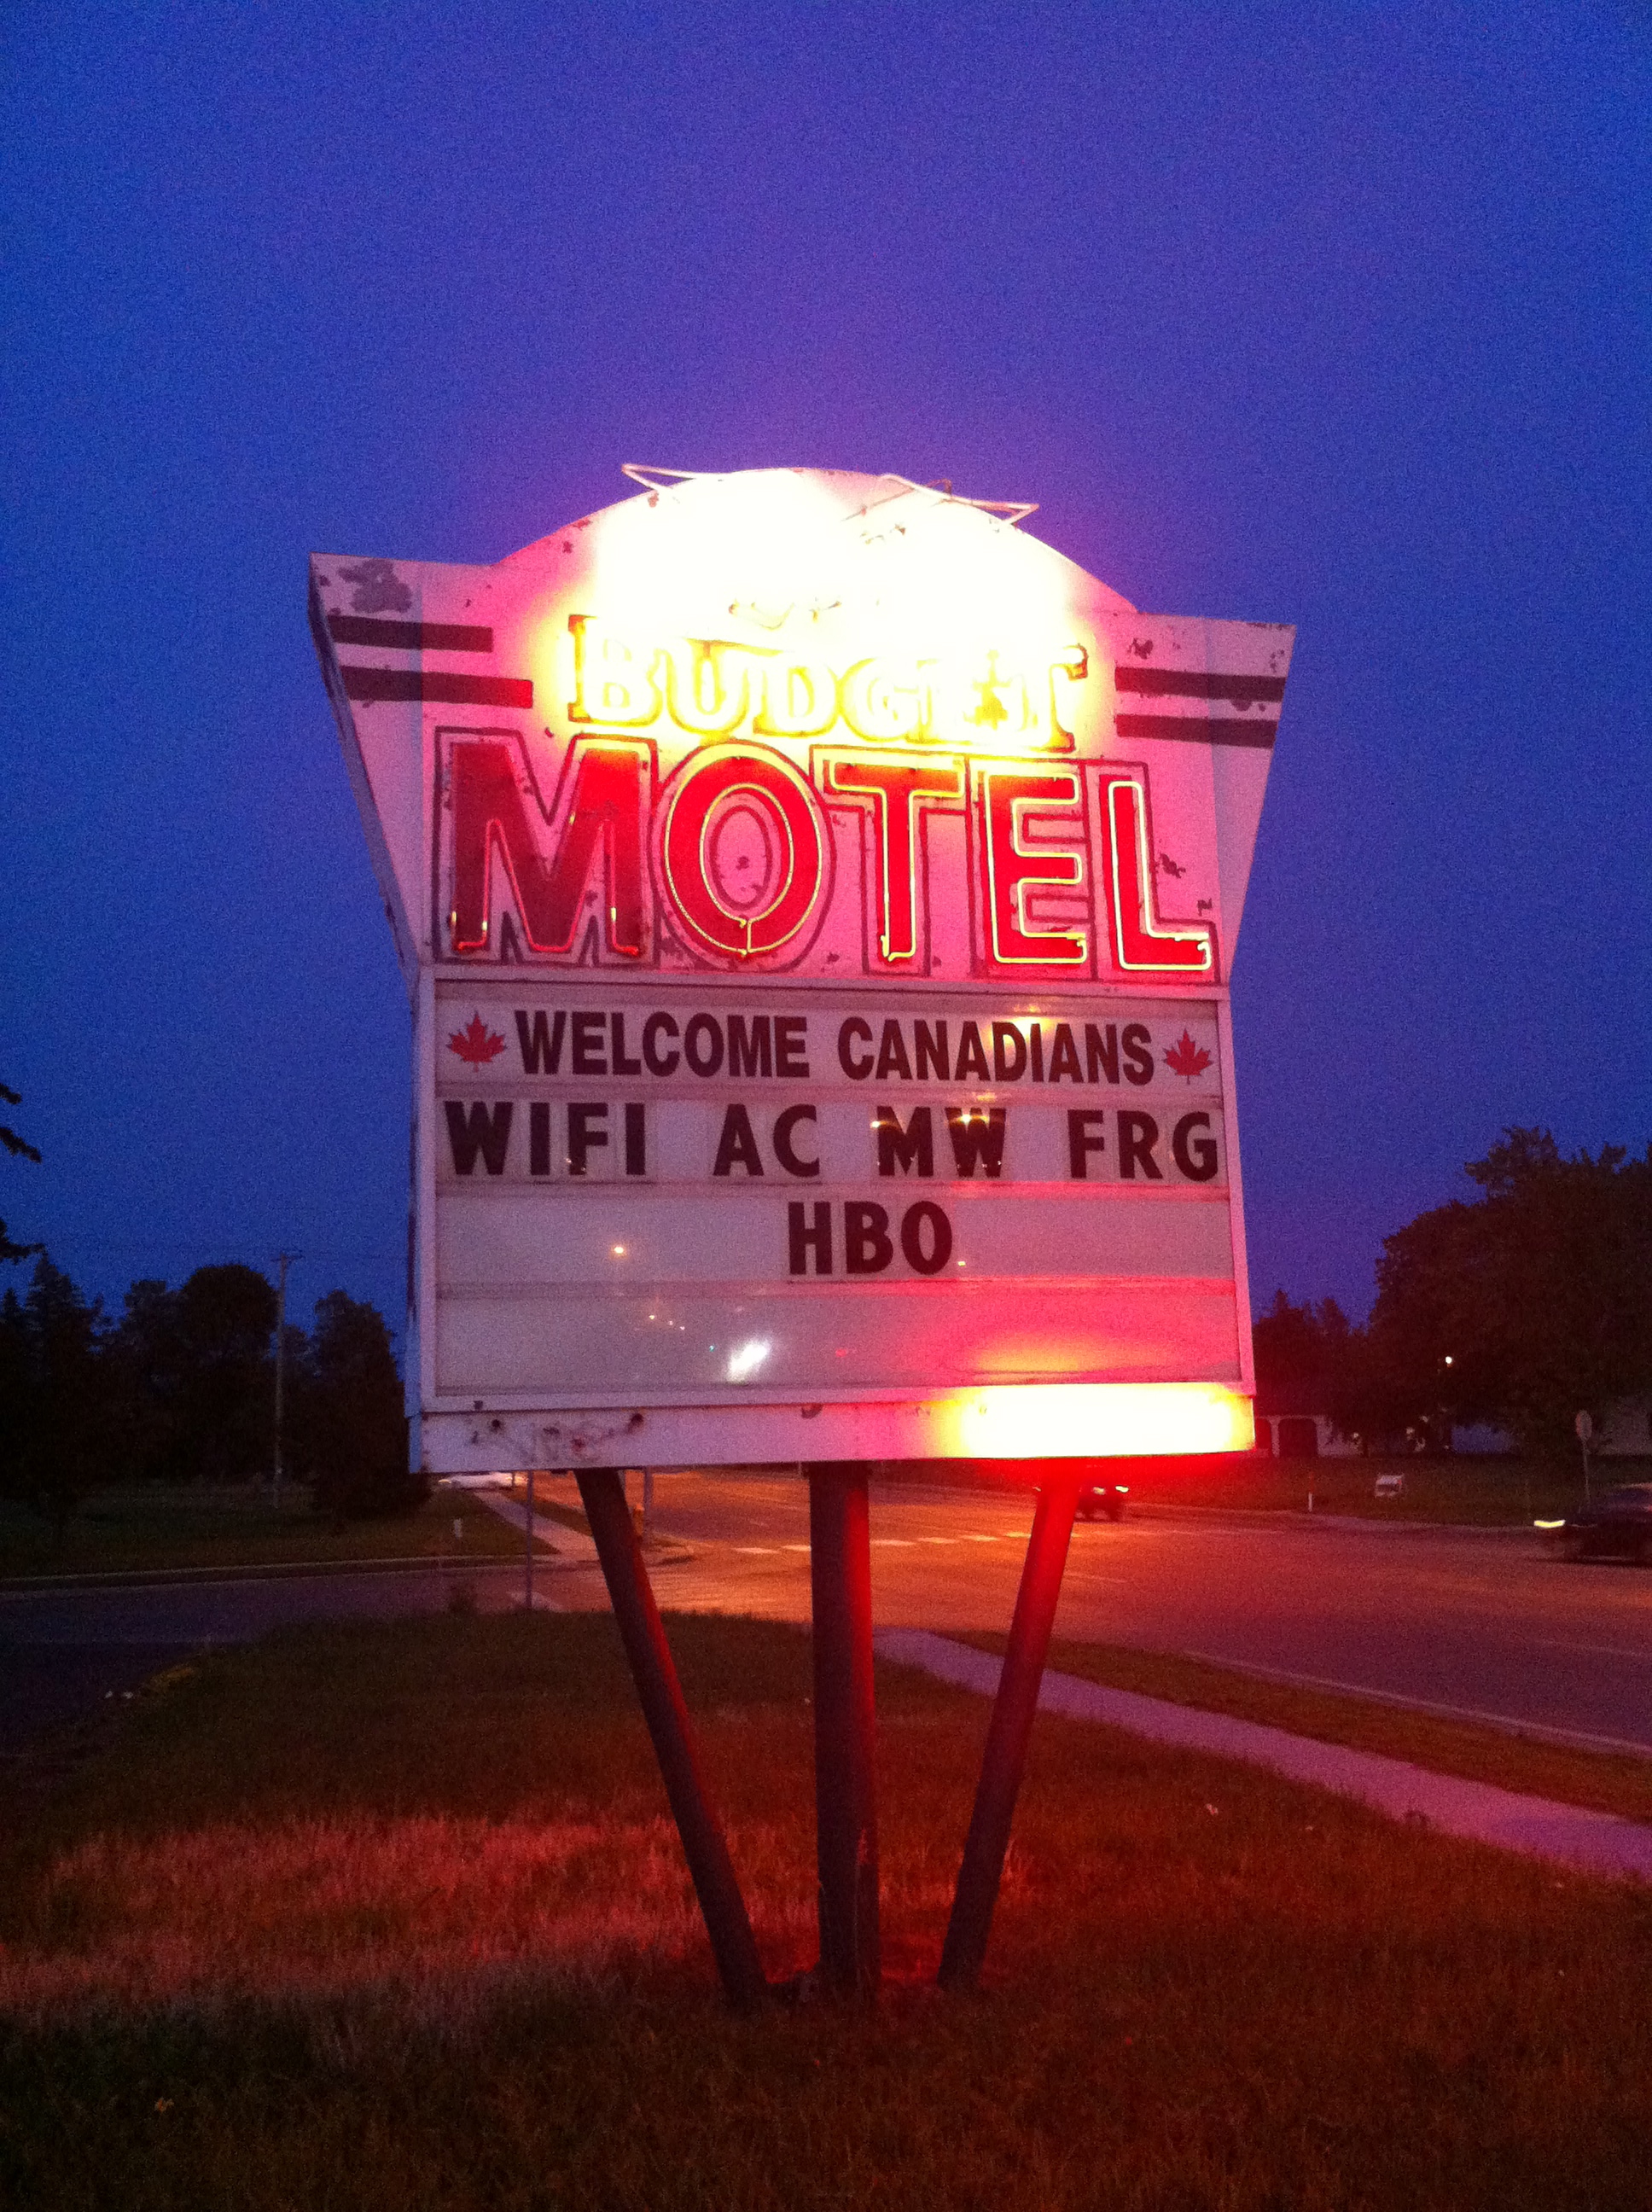 BUDGET
MOTEL
WELCOME CANADIANS
WIFI AC MW FRG
HBO